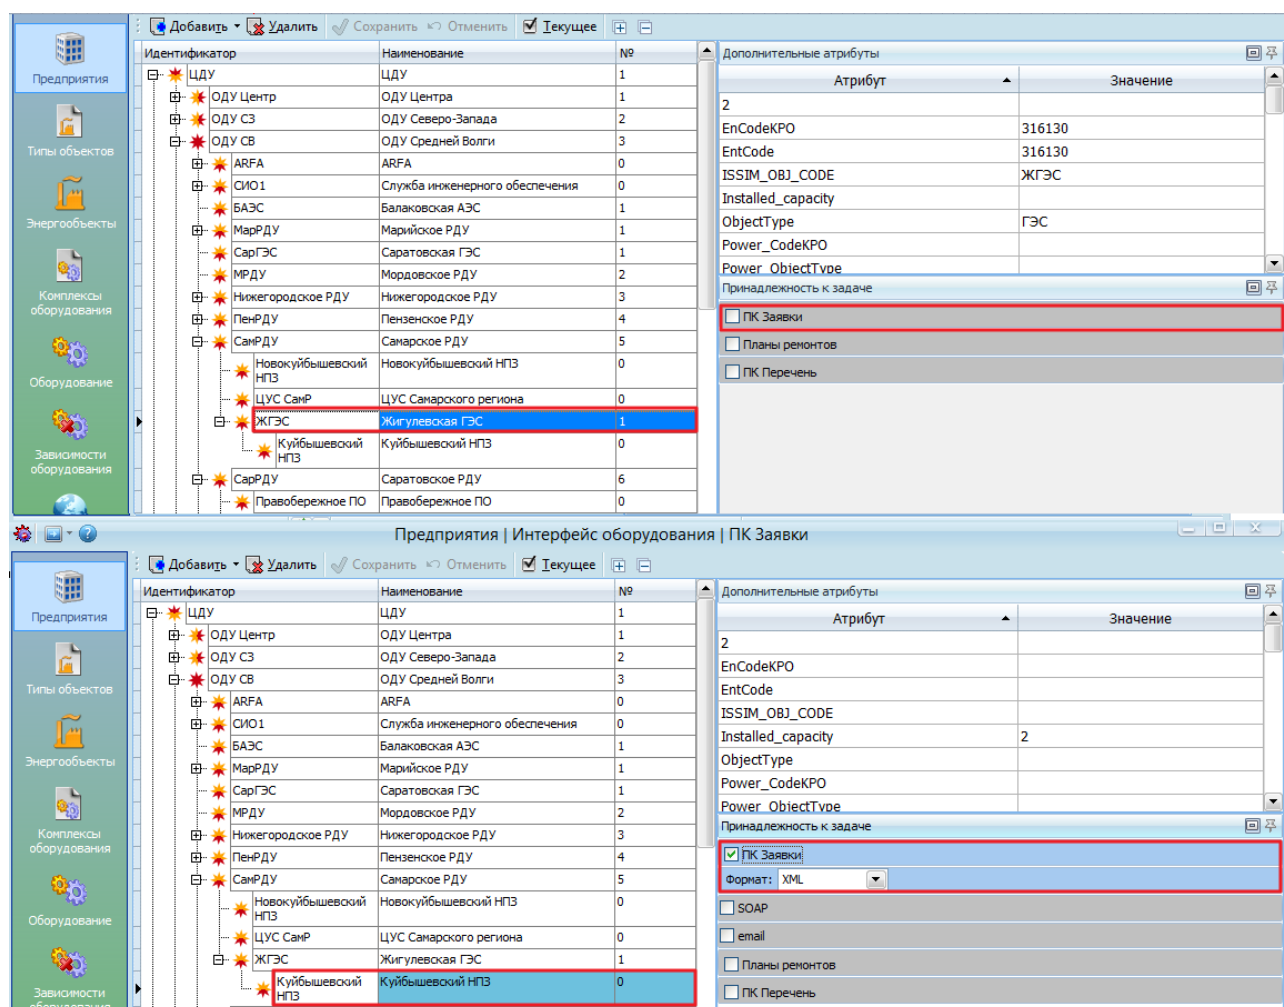 Добавить Удалить Сохранить Отменить Текущее
Предприятия
Типы объектов
Энергообъекты
Комплексы
оборудования
Оборудование
Зависимости
оборудования
Идентификатор Наименование №
ЦДУ ЦДУ 1
ОДУ Центр ОДУ Центра 1
ОДУ СЗ ОДУ Северо-Запада 2
ОДУ СВ ОДУ Средней Волги 3
ARFA ARFA 0
СИО1 Служба инженерного обеспечения 0
БАЭС Балаковская АЭС 1
МарРДУ Марийское РДУ 1
СарГЭС Саратовская ГЭС 1
МРДУ Мордовское РДУ 2
Нижегородское РДУ Нижегородское РДУ 3
ПенРДУ Пензенское РДУ 4
СамРДУ Самарское РДУ 5
Новокуйбышевский Новокуйбышевский НПЗ 0
НПЗ
ЦУС СамР ЦУС Самарского региона 0
ЖГЭС Жигулевская ГЭС 1
Куйбышевский Куйбышевский НПЗ 0
НПЗ
СарРДУ Саратовское РДУ 6
Правобережное ПО Правобережное ПО 0
Дополнительные атрибуты
Атрибут Значение
2
EnCodeKPO 316130
EntCode 316130
ISSIM_OBJ_CODE ЖГЭС
Installed_capacity
ObjectType ГЭС
Power_CodeKPO
Power_ObjectType
Принадлежность к задаче
ПК Заявки
Планы ремонтов
ПК Перечень
Предприятия | Интерфейс оборудования | ПК Заявки
Добавить Удалить Сохранить Отменить Текущее
Предприятия
Типы объектов
Энергообъекты
Комплексы
оборудования
Оборудование
Зависимости
оборудования
Идентификатор Наименование №
ЦДУ ЦДУ 1
ОДУ Центр ОДУ Центра 1
ОДУ СЗ ОДУ Северо-Запада 2
ОДУ СВ ОДУ Средней Волги 3
ARFA ARFA 0
СИО1 Служба инженерного обеспечения 0
БАЭС Балаковская АЭС 1
МарРДУ Марийское РДУ 1
СарГЭС Саратовская ГЭС 1
МРДУ Мордовское РДУ 2
Нижегородское РДУ Нижегородское РДУ 3
ПенРДУ Пензенское РДУ 4
СамРДУ Самарское РДУ 5
Новокуйбышевский Новокуйбышевский НПЗ 0
НПЗ
ЦУС СамР ЦУС Самарского региона 0
ЖГЭС Жигулевская ГЭС 1
Куйбышевский Куйбышевский НПЗ 0
НПЗ
Дополнительные атрибуты
Атрибут Значение
2
EnCodeKPO
EntCode
ISSIM_OBJ_CODE
Installed_capacity 2
ObjectType
Power_CodeKPO
Power_ObjectType
Принадлежность к задаче
ПК Заявки
Формат: XML
SOAP
email
Планы ремонтов
ПК Перечень